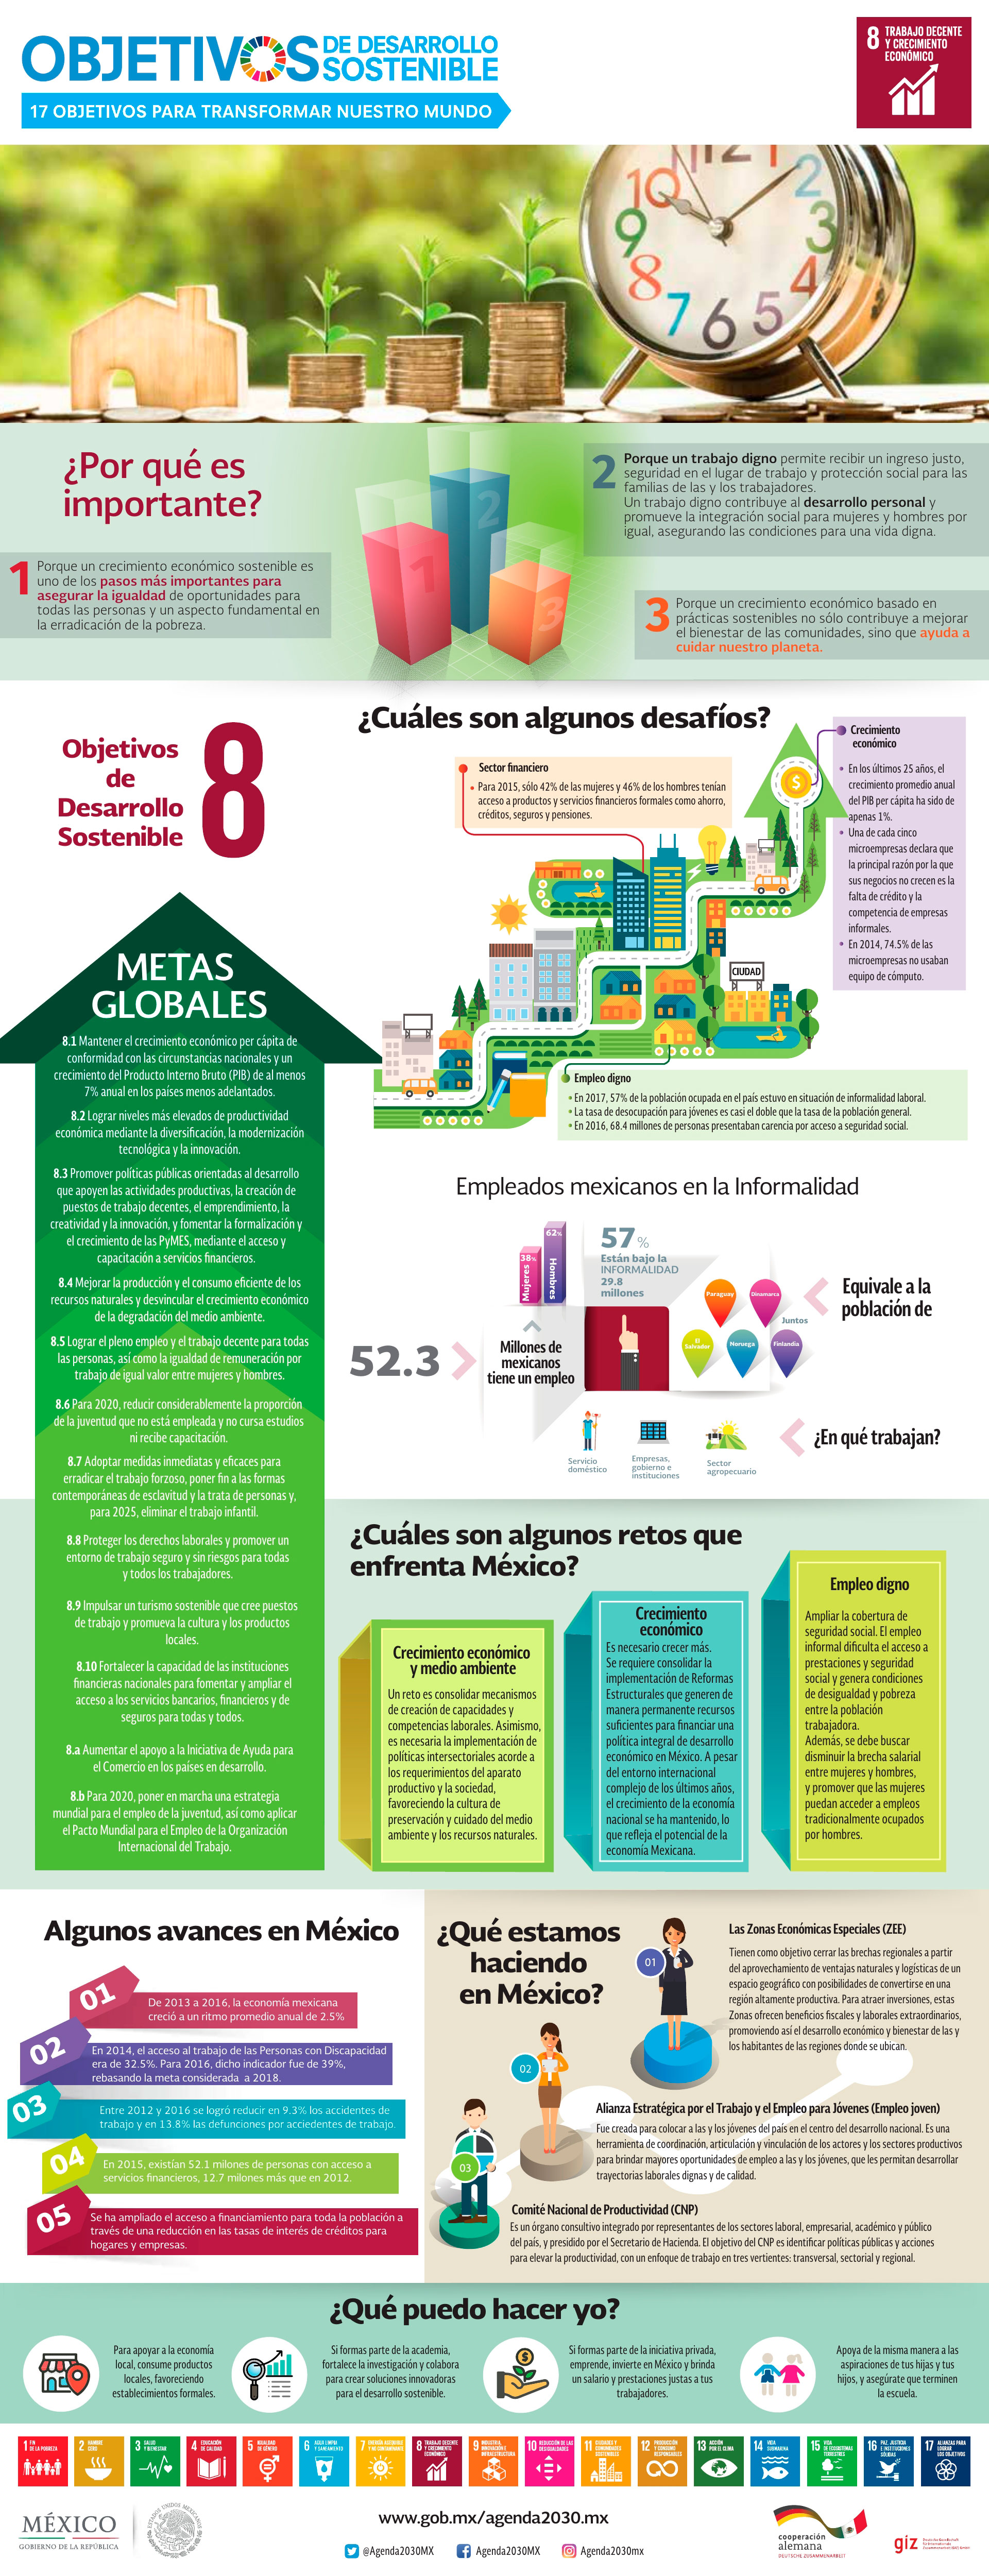 OBJETIVOS DE DESARROLLO
SOSTENIBLE
17 OBJETIVOS PARA TRANSFORMAR NUESTRO MUNDO
8 TRABAJO DECENTE
Y CRECIMIENTO
ECONÓMICO
10
11
12
1
2
3
4
5
6
7
8
9
¿Por qué es
importante?
1
2
3
1 Porque un crecimiento económico sostenible es
uno de los pasos más importantes para
asegurar la igualdad de oportunidades para
todas las personas y un aspecto fundamental en
la erradicación de la pobreza.
2 Porque un trabajo digno permite recibir un ingreso justo,
seguridad en el lugar de trabajo y protección social para las
familias de las y los trabajadores.
Un trabajo digno contribuye al desarrollo personal y
promueve la integración social para mujeres y hombres por
igual, asegurando las condiciones para una vida digna.
3 Porque un crecimiento económico basado en
prácticas sostenibles no sólo contribuye a mejorar
el bienestar de las comunidades, sino que ayuda a
cuidar nuestro planeta.
Objetivos
de
Desarrollo
Sostenible
8
METAS
GLOBALES
8.1 Mantener el crecimiento económico per cápita de
conformidad con las circunstancias nacionales y un
crecimiento del Producto Interno Bruto (PIB) de al menos
7% anual en los países menos adelantados.
8.2 Lograr niveles más elevados de productividad
económica mediante la diversificación, la modernización
tecnológica y la innovación.
8.3 Promover políticas públicas orientadas al desarrollo
que apoyen las actividades productivas, la creación de
puestos de trabajo decentes, el emprendimiento, la
creatividad y la innovación, y fomentar la formalización y
el crecimiento de las PyMES, mediante el acceso y
capacitación a servicios financieros.
8.4 Mejorar la producción y el consumo eficiente de los
recursos naturales y desvincular el crecimiento económico
de la degradación del medio ambiente.
8.5 Lograr el pleno empleo y el trabajo decente para todas
las personas, así como la igualdad de remuneración por
trabajo de igual valor entre mujeres y hombres.
8.6 Para 2020, reducir considerablemente la proporción
de la juventud que no está empleada y no cursa estudios
ni recibe capacitación.
8.7 Adoptar medidas inmediatas y eficaces para
erradicar el trabajo forzoso, poner fin a las formas
contemporáneas de esclavitud y la trata de personas y,
para 2025, eliminar el trabajo infantil.
8.8 Proteger los derechos laborales y promover un
entorno de trabajo seguro y sin riesgos para todas
y todos los trabajadores.
8.9 Impulsar un turismo sostenible que cree puestos
de trabajo y promueva la cultura y los productos
locales.
8.10 Fortalecer la capacidad de las instituciones
financieras nacionales para fomentar y ampliar el
acceso a los servicios bancarios, financieros y de
seguros para todas y todos.
8.a Aumentar el apoyo a la Iniciativa de Ayuda para
el Comercio en los países en desarrollo.
8.b Para 2020, poner en marcha una estrategia
mundial para el empleo de la juventud, así como aplicar
el Pacto Mundial para el Empleo de la Organización
Internacional del Trabajo.
¿Cuáles son algunos desafíos?
Sector financiero
• Para 2015, sólo 42% de las mujeres y 46% de los hombres tenían
acceso a productos y servicios financieros formales como ahorro,
créditos, seguros y pensiones.
Crecimiento
económico
• En los últimos 25 años, el
crecimiento promedio anual
del PIB per cápita ha sido de
apenas 1%.
• Una de cada cinco
microempresas declara que
la principal razón por la que
sus negocios no crecen es la
falta de crédito y la
competencia de empresas
informales.
• En 2014, 74.5% de las
microempresas no usaban
equipo de cómputo.
$
CIUDAD
Empleo digno
• En 2017, 57% de la población ocupada en el país estuvo en situación de informalidad laboral.
• La tasa de desocupación para jóvenes es casi el doble que la tasa de la población general.
• En 2016, 68.4 millones de personas presentaban carencia por acceso a seguridad social.
Empleados mexicanos en la Informalidad
38% Mujeres
62% Hombres
57 %
Están bajo la
INFORMALIDAD
29.8
millones
52.3
Millones de
mexicanos
tiene un empleo
Paraguay
Dinamarca
Juntos
El Salvador
Noruega
Finlandia
Equivale a la
población de
Servicio
doméstico
Empresas,
gobierno e
instituciones
Sector
agropecuario
¿En qué trabajan?
¿Cuáles son algunos retos que
enfrenta México?
Crecimiento económico
y medio ambiente
Un reto es consolidar mecanismos
de creación de capacidades y
competencias laborales. Asimismo,
es necesaria la implementación de
políticas intersectoriales acorde a
los requerimientos del aparato
productivo y la sociedad,
favoreciendo la cultura de
preservación y cuidado del medio
ambiente y los recursos naturales.
Crecimiento
económico
Es necesario crecer más.
Se requiere consolidar la
implementación de Reformas
Estructurales que generen de
manera permanente recursos
suficientes para financiar una
política integral de desarrollo
económico en México. A pesar
del entorno internacional
complejo de los últimos años,
el crecimiento de la economía
nacional se ha mantenido, lo
que refleja el potencial de la
economía Mexicana.
Empleo digno
Ampliar la cobertura de
seguridad social. El empleo
informal dificulta el acceso a
prestaciones y seguridad
social y genera condiciones
de desigualdad y pobreza
entre la población
trabajadora.
Además, se debe buscar
disminuir la brecha salarial
entre mujeres y hombres,
y promover que las mujeres
puedan acceder a empleos
tradicionalmente ocupados
por hombres.
Algunos avances en México
01
De 2013 a 2016, la economía mexicana
creció a un ritmo promedio anual de 2.5%
02
En 2014, el acceso al trabajo de las Personas con Discapacidad
era de 32.5%. Para 2016, dicho indicador fue de 39%,
rebasando la meta considerada a 2018.
03
Entre 2012 y 2016 se logró reducir en 9.3% los accidentes de
trabajo y en 13.8% las defunciones por acciedentes de trabajo.
04
En 2015, existían 52.1 milones de personas con acceso a
servicios financieros, 12.7 milones más que en 2012.
05
Se ha ampliado el acceso a financiamiento para toda la población a
través de una reducción en las tasas de interés de créditos para
hogares y empresas.
¿Qué estamos
haciendo
en México?
01
Las Zonas Económicas Especiales (ZEE)
Tienen como objetivo cerrar las brechas regionales a partir
del aprovechamiento de ventajas naturales y logísticas de un
espacio geográfico con posibilidades de convertirse en una
región altamente productiva. Para atraer inversiones, estas
Zonas ofrecen beneficios fiscales y laborales extraordinarios,
promoviendo así el desarrollo económico y bienestar de las y
los habitantes de las regiones donde se ubican.
02
Alianza Estratégica por el Trabajo y el Empleo para Jóvenes (Empleo joven)
Fue creada para colocar a las y los jóvenes del país en el centro del desarrollo nacional. Es una
herramienta de coordinación, articulación y vinculación de los actores y los sectores productivos
para brindar mayores oportunidades de empleo a las y los jóvenes, que les permitan desarrollar
trayectorias laborales dignas y de calidad.
03
Comité Nacional de Productividad (CNP)
Es un órgano consultivo integrado por representantes de los sectores laboral, empresarial, académico y público
del país, y presidido por el Secretario de Hacienda. El objetivo del CNP es identificar políticas públicas y acciones
para elevar la productividad, con un enfoque de trabajo en tres vertientes: transversal, sectorial y regional.
¿Qué puedo hacer yo?
Para apoyar a la economía
local, consume productos
locales, favoreciendo
establecimientos formales.
Si formas parte de la academia,
fortalece la investigación y colabora
para crear soluciones innovadoras
para el desarrollo sostenible.
$
Si formas parte de la iniciativa privada,
emprende, invierte en México y brinda
un salario y prestaciones justas a tus
trabajadores.
Apoya de la misma manera a las
aspiraciones de tus hijas y tus
hijos, y asegúrate que terminen
la escuela.
1 FIN DE LA POBREZA
2 HAMBRE CERO
3 SALUD Y BIENESTAR
4 EDUCACIÓN DE CALIDAD
5 IGUALDAD DE GÉNERO
6 AGUA LIMPIA Y SANEAMIENTO
7 ENERGÍA ASEQUIBLE Y NO CONTAMINANTE
8 TRABAJO DECENTE Y CRECIMIENTO ECONÓMICO
9 INDUSTRIA, INNOVACIÓN E INFRAESTRUCTURA
10 REDUCCIÓN DE LAS DESIGUALDADES
11 CIUDADES Y COMUNIDADES SOSTENIBLES
12 PRODUCCIÓN Y CONSUMO RESPONSABLES
13 ACCIÓN POR EL CLIMA
14 VIDA SUBMARINA
15 VIDA DE ECOSISTEMAS TERRESTRES
16 PAZ, JUSTICIA E INSTITUCIONES SÓLIDAS
17 ALIANZAS PARA LOGRAR LOS OBJETIVOS
MÉXICO
GOBIERNO DE LA REPÚBLICA
ESTADOS UNIDOS MEXICANOS
www.gob.mx/agenda2030.mx
@Agenda2030MX
Agenda2030MX
Agenda2030mx
cooperación
alemana
DEUTSCHE ZUSAMMENARBEIT
giz